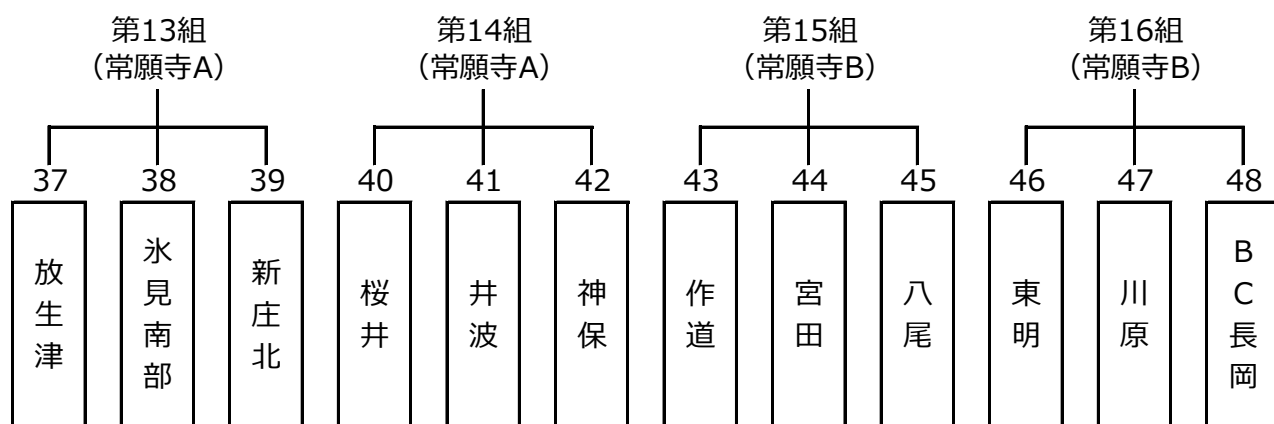 第13組
（常願寺A）
第14組
（常願寺A）
第15組
（常願寺B）
第16組
（常願寺B）
37 38 39 40 41 42 43 44 45 46 47 48
放生津
氷見南部
新庄北
桜井
井波
神保
作道
宮田
八尾
東明
川原
BC長岡